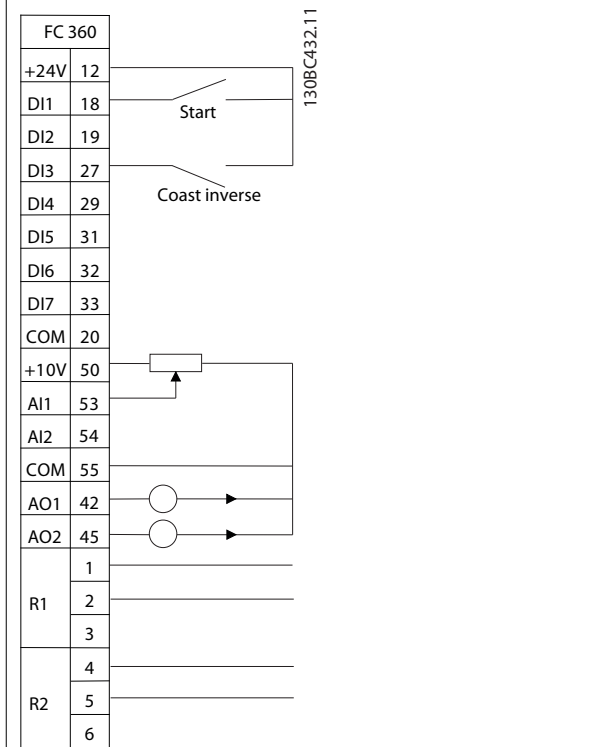 FC 360
+24V 12
DI1 18
Start
DI2 19
DI3 27
Coast inverse
DI4 29
DI5 31
DI6 32
DI7 33
COM 20
+10V 50
AI1 53
AI2 54
COM 55
AO1 42
AO2 45
R1
1
2
3
R2
4
5
6
130BC432.11